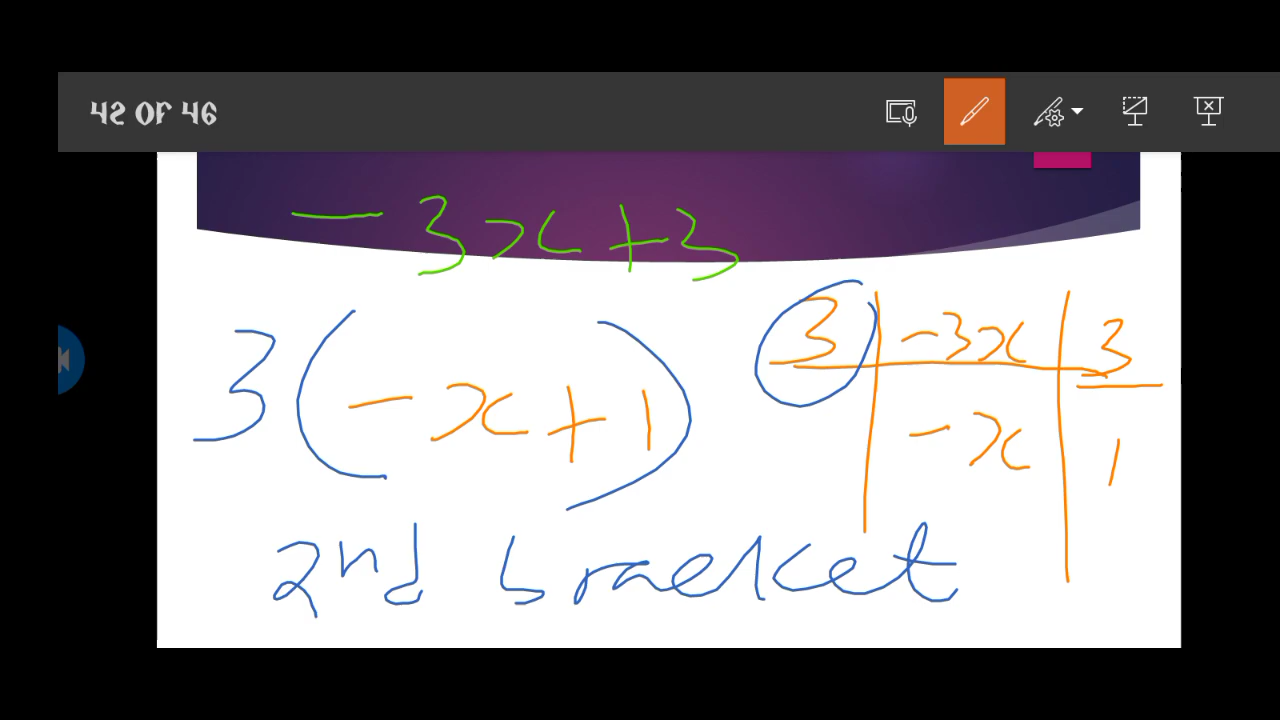 42 OF 46
- 3x + 3
3(-x + 1)
3 | -3x | 3
-x | 1
2nd bracket